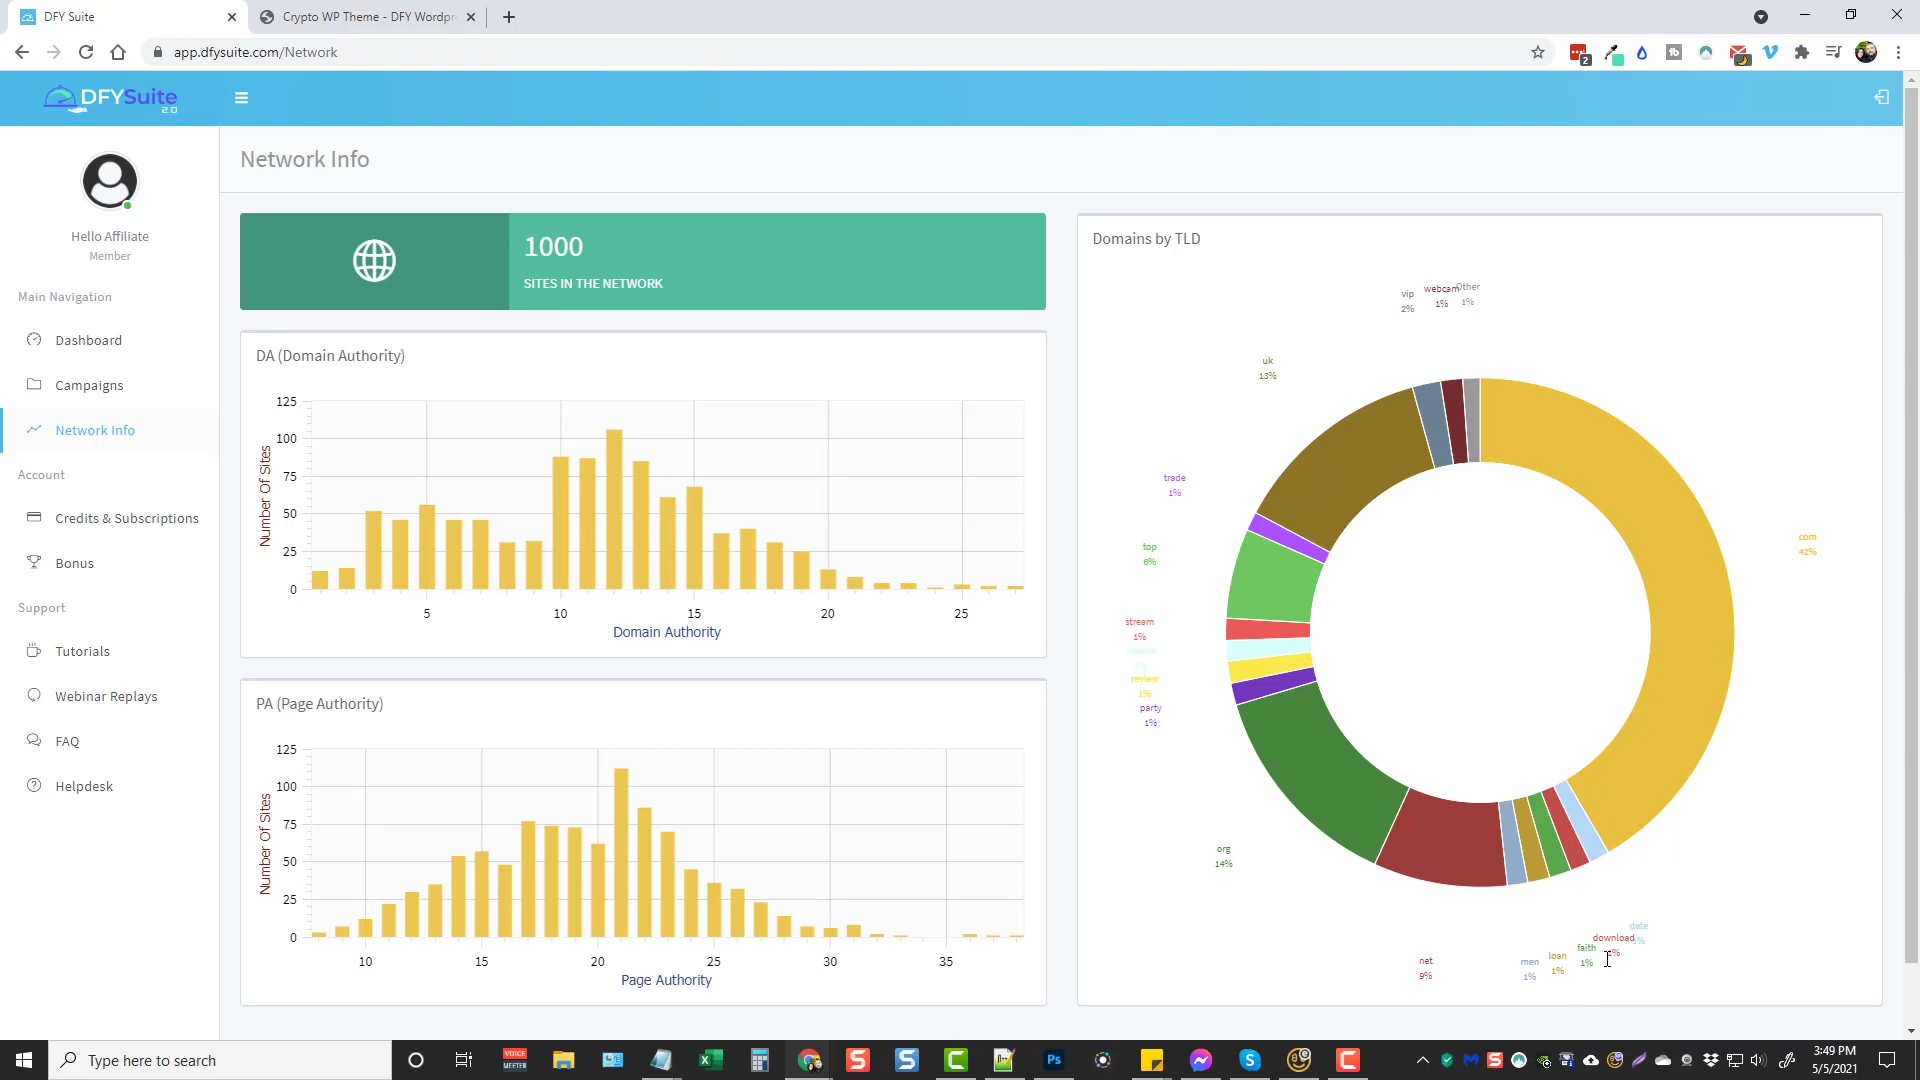 DFY Suite
Crypto WP Theme - DFY Wordpr
app.dfysuite.com/Network
2
DFYSuite
2.0
Network Info
Hello Affiliate
Member
Main Navigation
Dashboard
Campaigns
Network Info
Account
Credits & Subscriptions
Bonus
Support
Tutorials
Webinar Replays
FAQ
Helpdesk
1000
SITES IN THE NETWORK
DA (Domain Authority)
125
100
75
50
25
0
Number Of Sites
5
10
15
20
25
Domain Authority
PA (Page Authority)
125
100
75
50
25
0
Number Of Sites
10
15
20
25
30
35
Page Authority
Domains by TLD
vip
2%
webcam
1%
Other
1%
uk
13%
trade
1%
top
6%
stream
1%
review
1%
party
1%
com
42%
org
14%
net
9%
men
1%
loan
1%
faith
1%
download
1%
date
1%
Type here to search
VOICE
MEETER
3:49 PM
5/5/2021